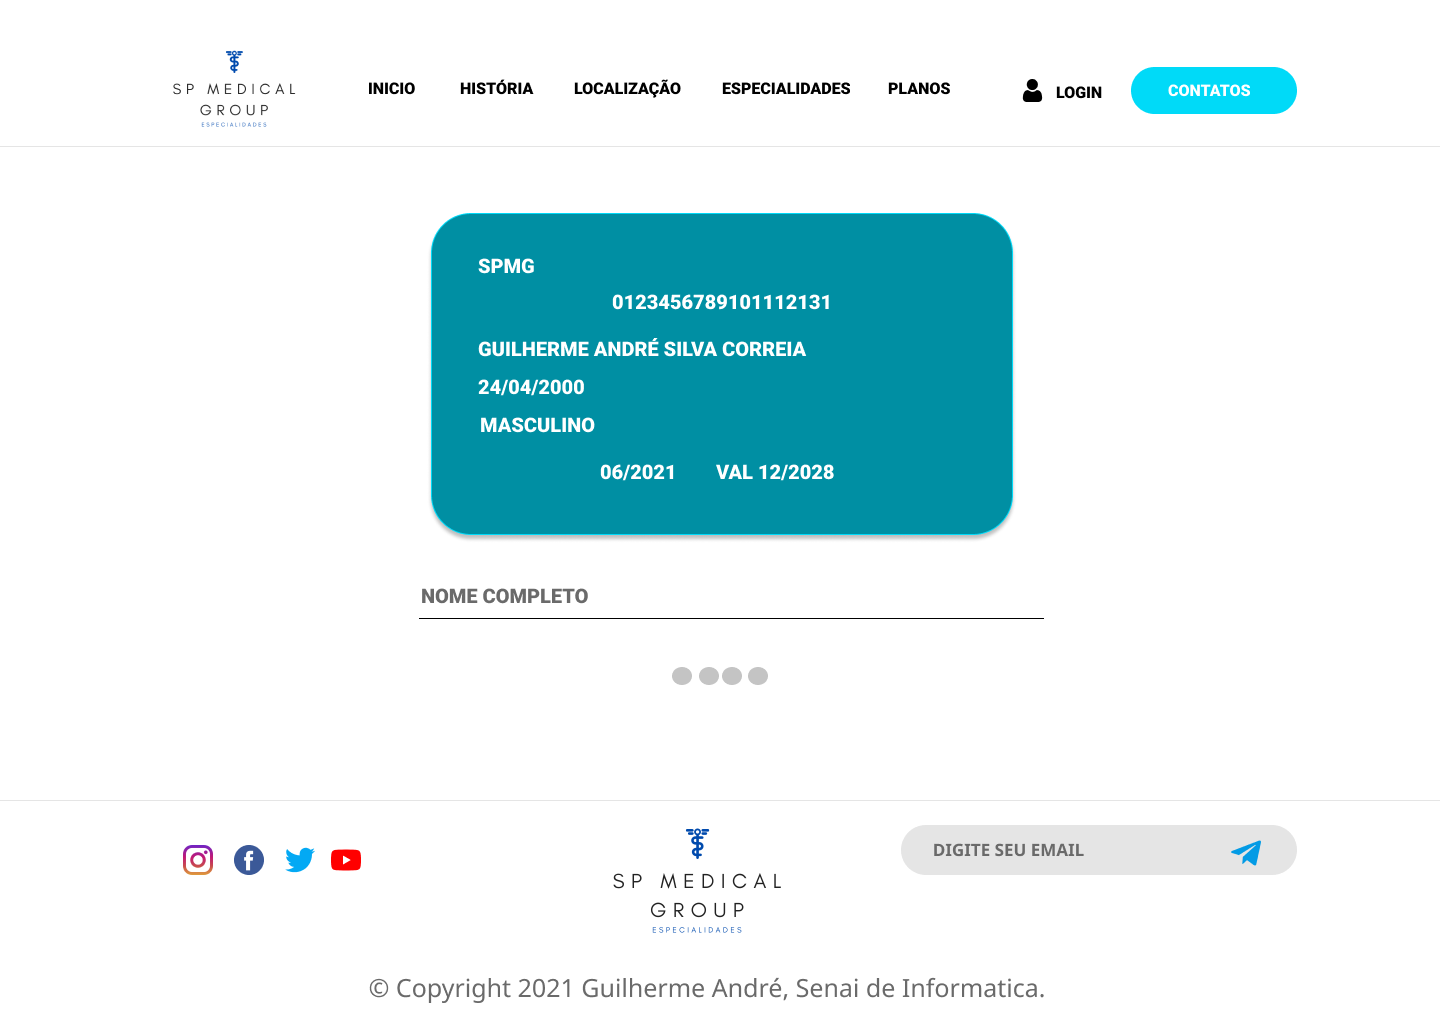 SP MEDICAL
GROUP
ESPECIALIDADES
INICIO HISTÓRIA LOCALIZAÇÃO ESPECIALIDADES PLANOS LOGIN CONTATOS
SPMG
0123456789101112131
GUILHERME ANDRÉ SILVA CORREIA
24/04/2000
MASCULINO
06/2021 VAL 12/2028
NOME COMPLETO
SP MEDICAL
GROUP
ESPECIALIDADES
DIGITE SEU EMAIL
© Copyright 2021 Guilherme André, Senai de Informatica.